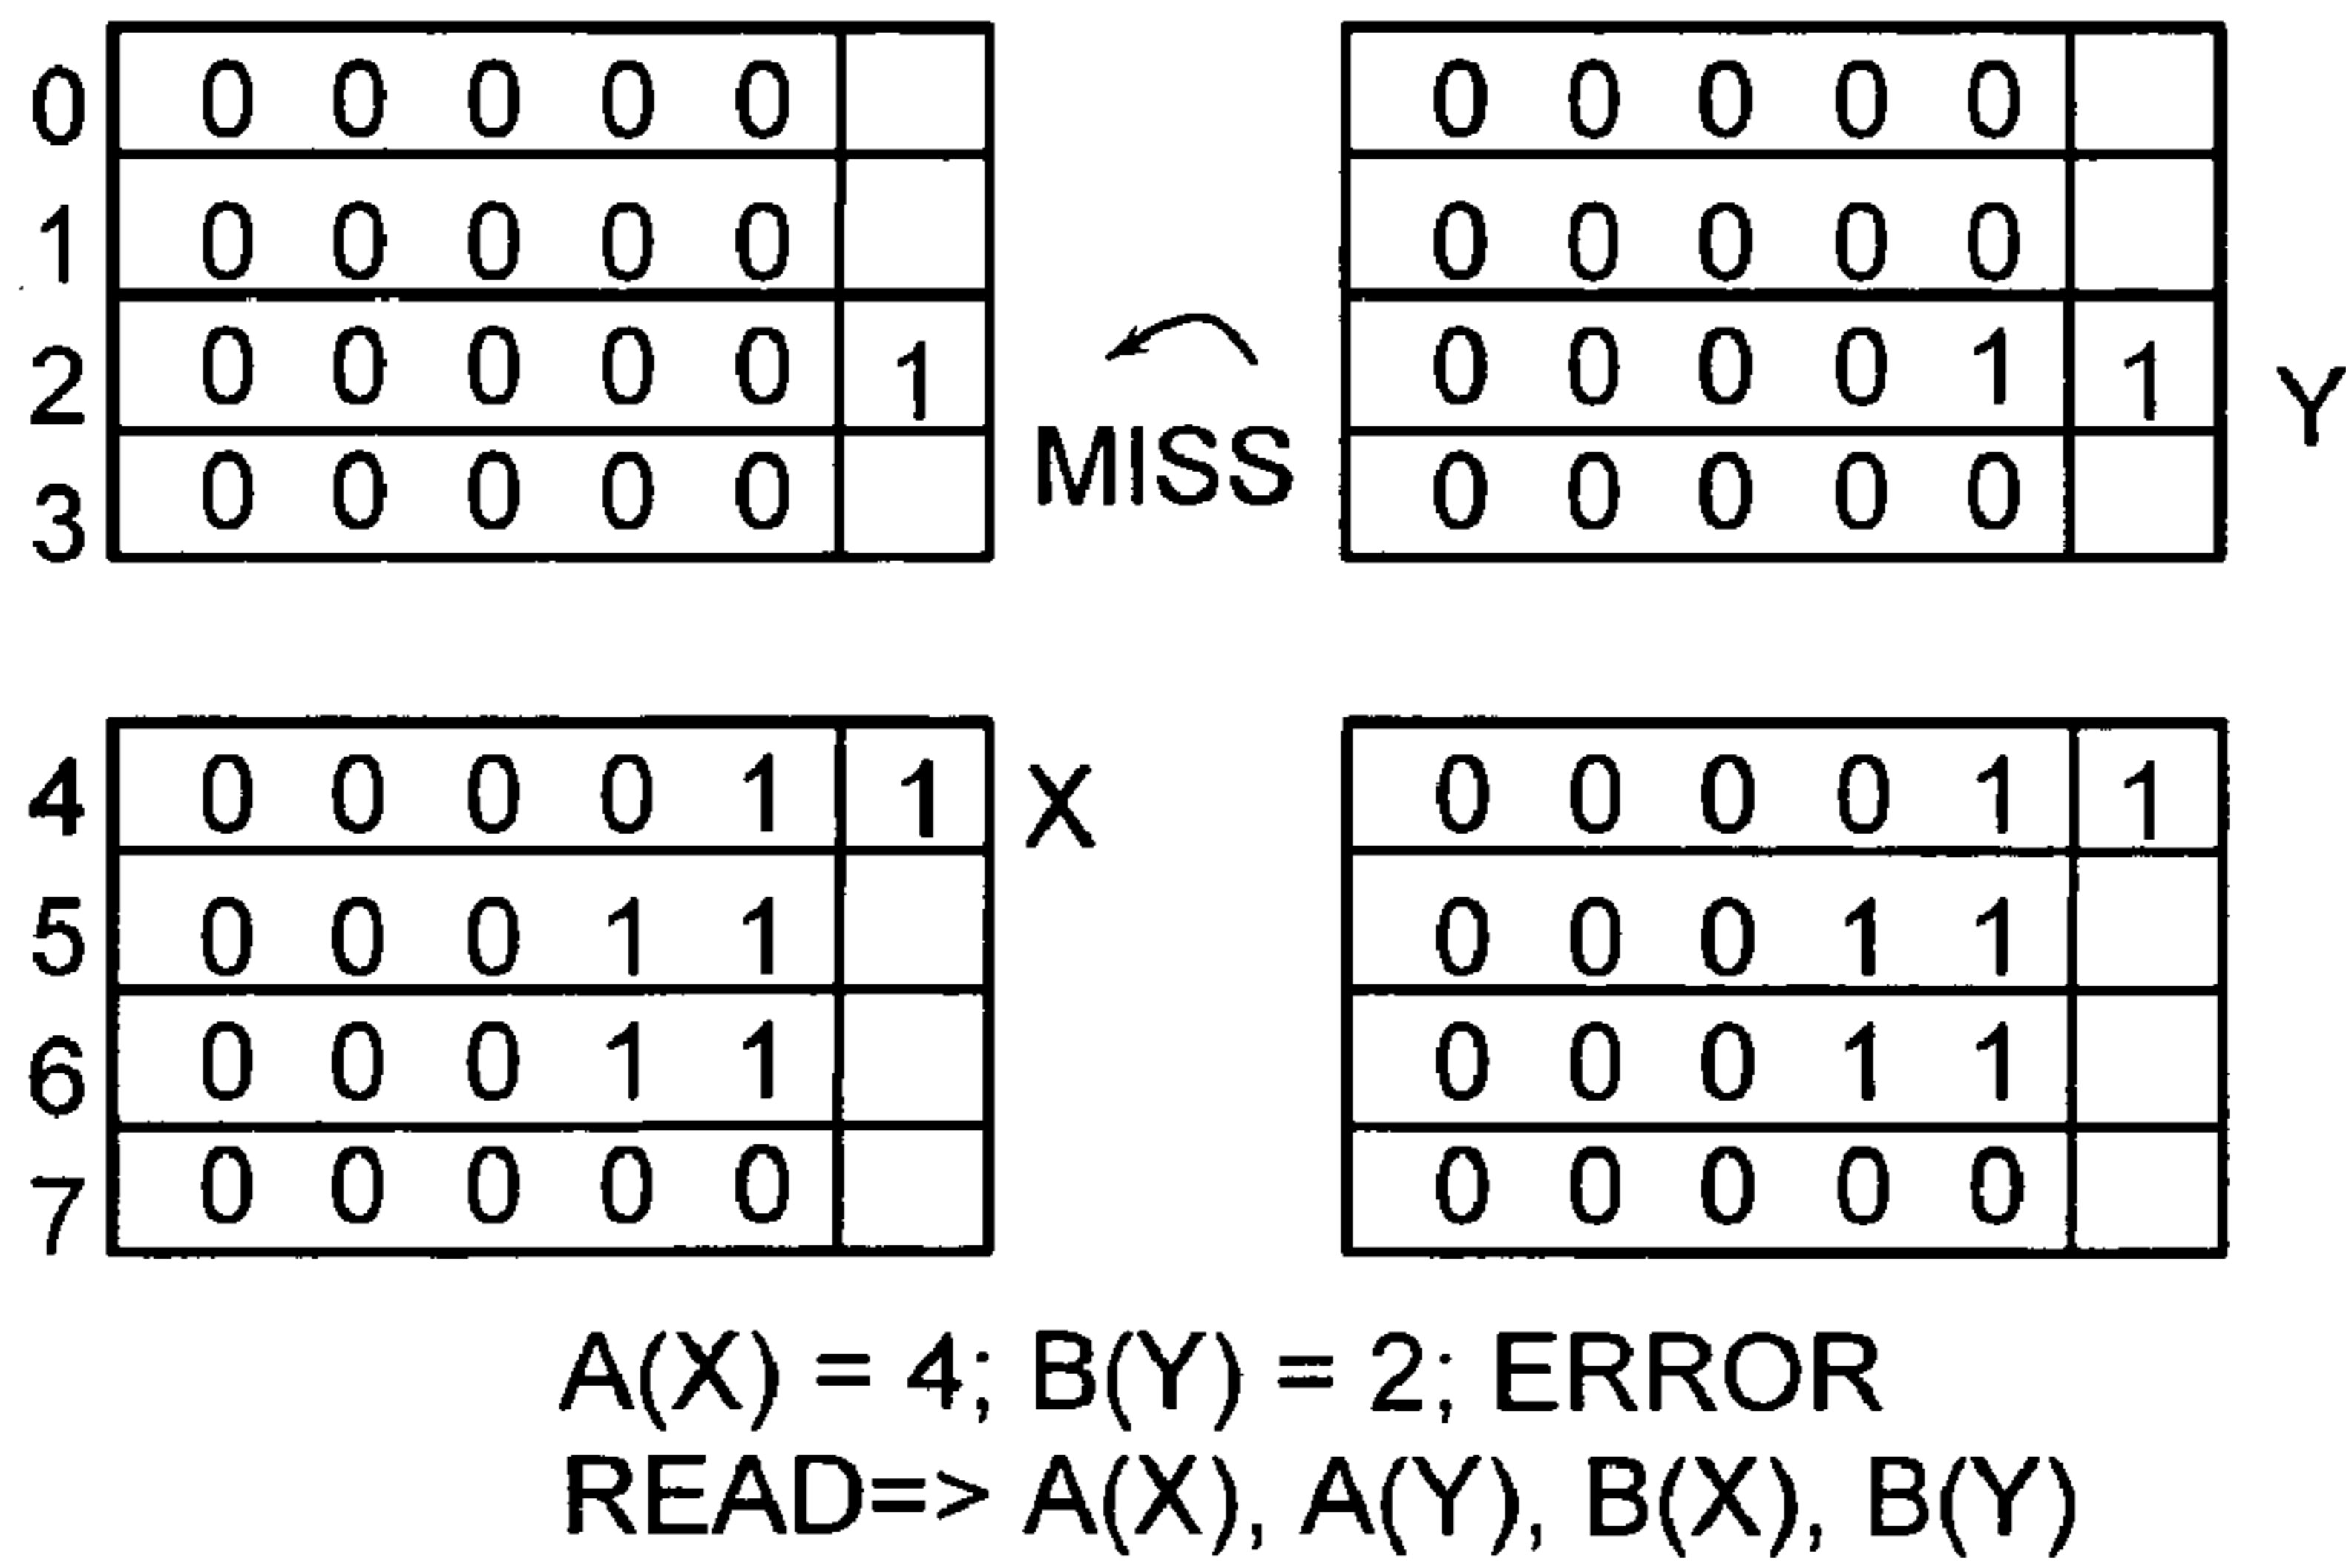 0 0 0 0 0 0 0 0 0 0 0
1 0 0 0 0 0 0 0 0 0 0
2 0 0 0 0 0 1 0 0 0 0 1 1 Y
MISS
3 0 0 0 0 0 0 0 0 0 0
4 0 0 0 0 1 1 X 0 0 0 0 1 1
5 0 0 0 1 1 0 0 0 1 1
6 0 0 0 1 1 0 0 0 1 1
7 0 0 0 0 0 0 0 0 0 0
A(X) = 4; B(Y) = 2; ERROR
READ=> A(X), A(Y), B(X), B(Y)